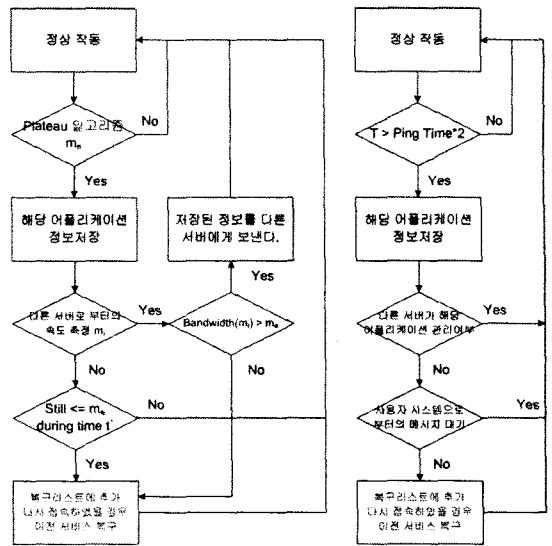 정상 작동
Plateau 알고리즘
mₑ
No
Yes
해당 어플리케이션
정보저장
저장된 정보를 다른
서버에게 보낸다.
Yes
다른 서버로 부터의
속도 측정
Yes
Bandwidth(mᵢ) > mₑ
No
No
Still <= mₑ
during time t`
No
Yes
복구리스트에 추가
다시 접속하였을 경우
이전 서비스 복구
정상 작동
T > Ping Time*2
No
Yes
해당 어플리케이션
정보저장
다른 서버가 해당
어플리케이션 관리여부
Yes
No
사용자 시스템으로
부터의 메시지 대기
Yes
No
복구리스트에 추가
다시 접속하였을 경우
이전 서비스 복구